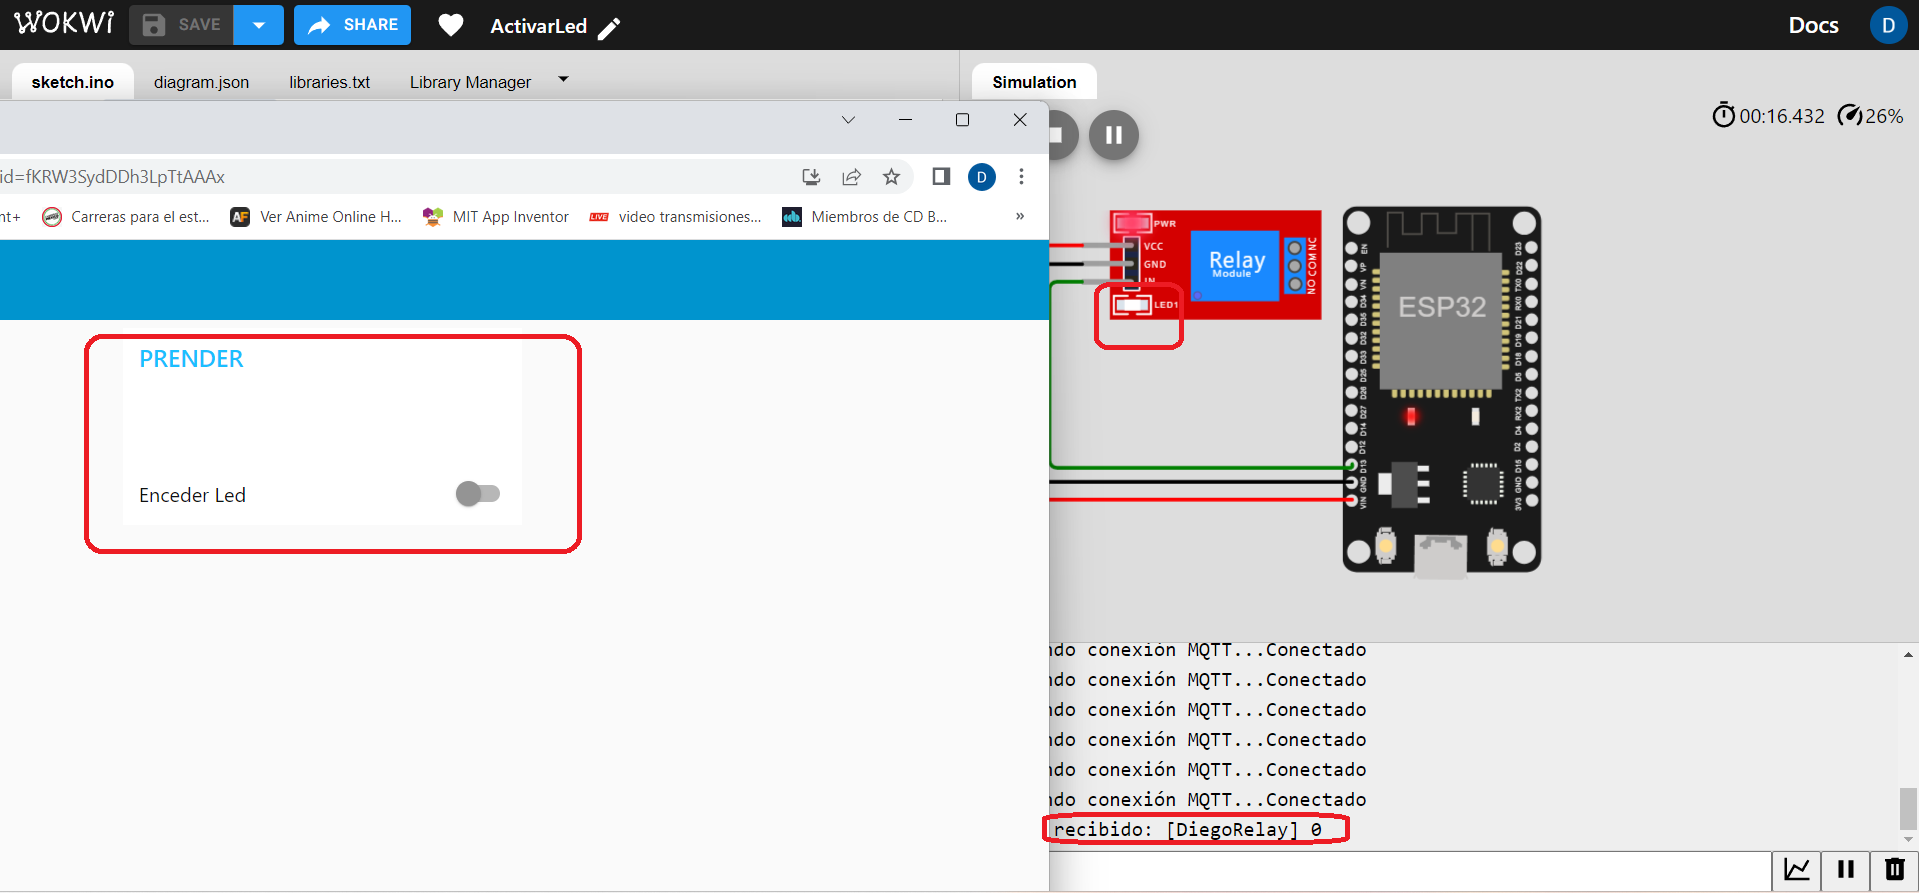 WOKWI SAVE SHARE ActivarLed Docs D
sketch.ino diagram.json libraries.txt Library Manager Simulation
00:16.432 26%
id=fKRW3SydDDh3LpTtAAAx D
nt+ Carreras para el est... AF Ver Anime Online H... MIT App Inventor LIVE video transmisiones... Miembros de CD B... »
PWR
VCC
GND
IN
LED1
Relay
Module
NO COM NC
ESP32
EN
VP
VN
D34
D35
D32
D33
D25
D26
D27
D14
D12
D13
GND
VIN
D23
D22
TX0
RX0
D21
D19
D18
D5
TX2
RX2
D4
D2
D15
GND
3V3
PRENDER
Enceder Led
ndo conexión MQTT...Conectado
ndo conexión MQTT...Conectado
ndo conexión MQTT...Conectado
ndo conexión MQTT...Conectado
ndo conexión MQTT...Conectado
ndo conexión MQTT...Conectado
recibido: [DiegoRelay] 0